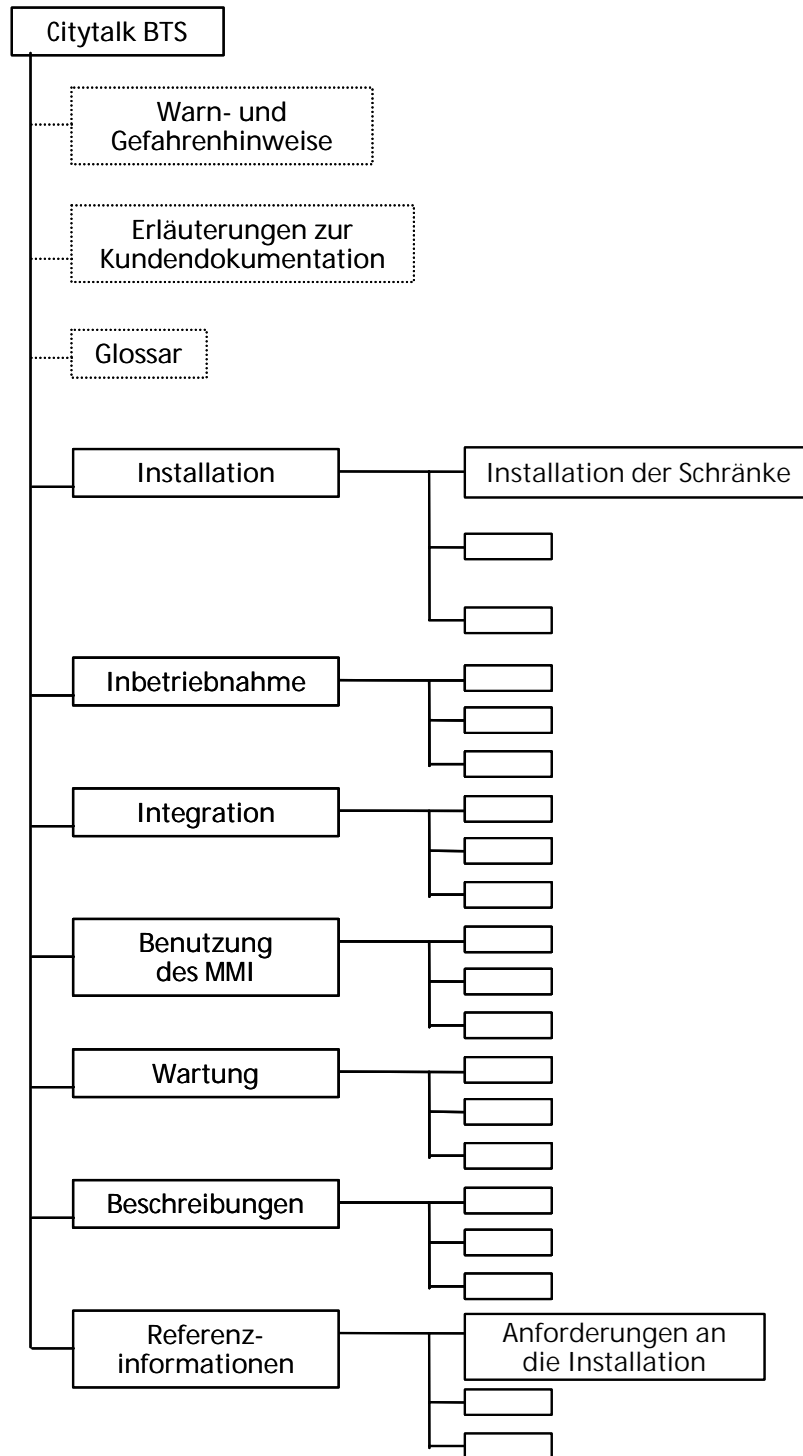 Citytalk BTS
Warn- und
Gefahrenhinweise
Erläuterungen zur
Kundendokumentation
Glossar
Installation
Installation der Schränke
Inbetriebnahme
Integration
Benutzung
des MMI
Wartung
Beschreibungen
Referenz-
informationen
Anforderungen an
die Installation